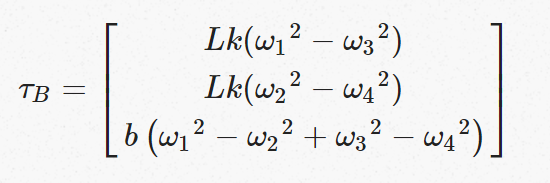 τ_B = [ Lk(ω₁² − ω₃²)
Lk(ω₂² − ω₄²)
b (ω₁² − ω₂² + ω₃² − ω₄²) ]